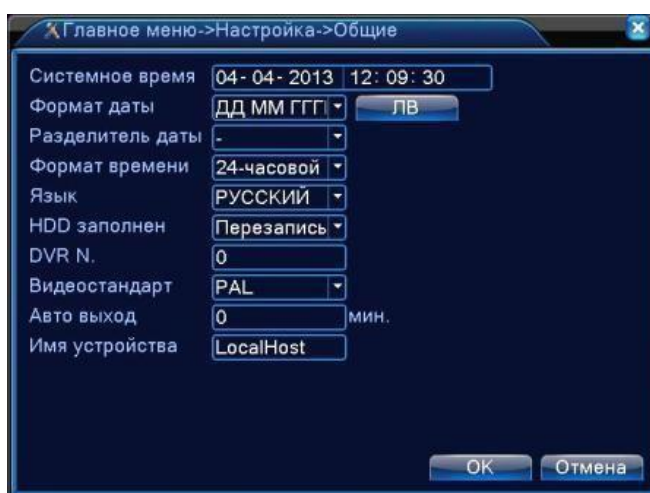 Главное меню->Настройка->Общие
Системное время 04- 04- 2013 12: 09: 30
Формат даты ДД ММ ГГГ ЛВ
Разделитель даты -
Формат времени 24-часовой
Язык РУССКИЙ
HDD заполнен Перезапись
DVR N. 0
Видеостандарт PAL
Авто выход 0 мин.
Имя устройства LocalHost
OK Отмена